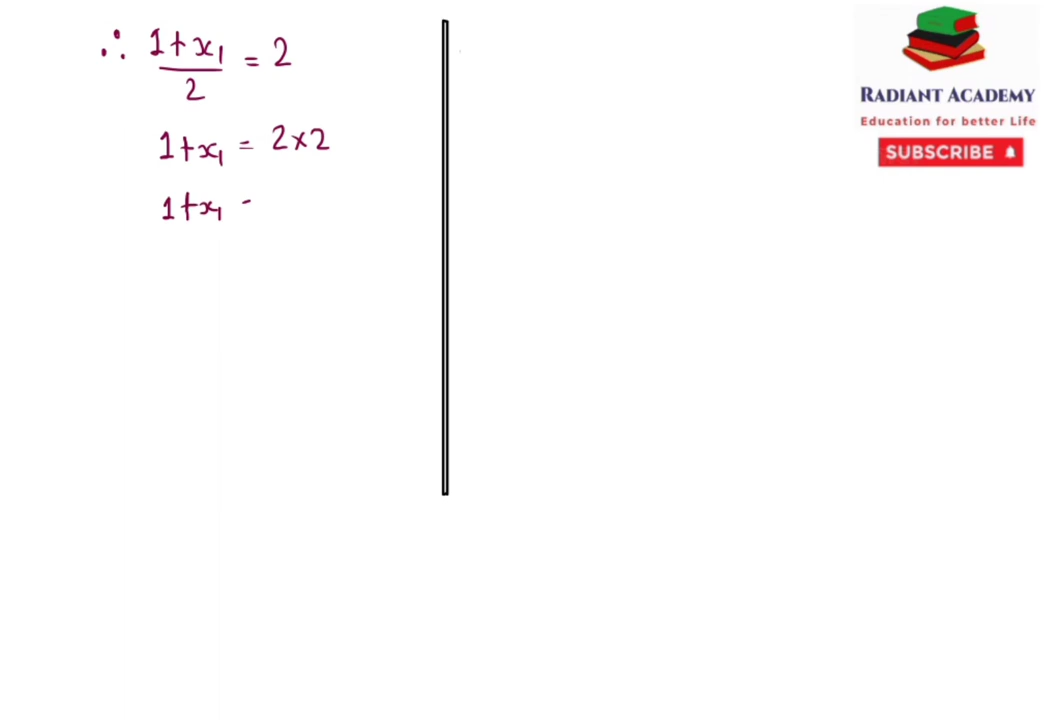 ∴ 1+x₁/2 = 2
1+x₁ = 2×2
1+x₁ -
RADIANT ACADEMY
Education for better Life
SUBSCRIBE